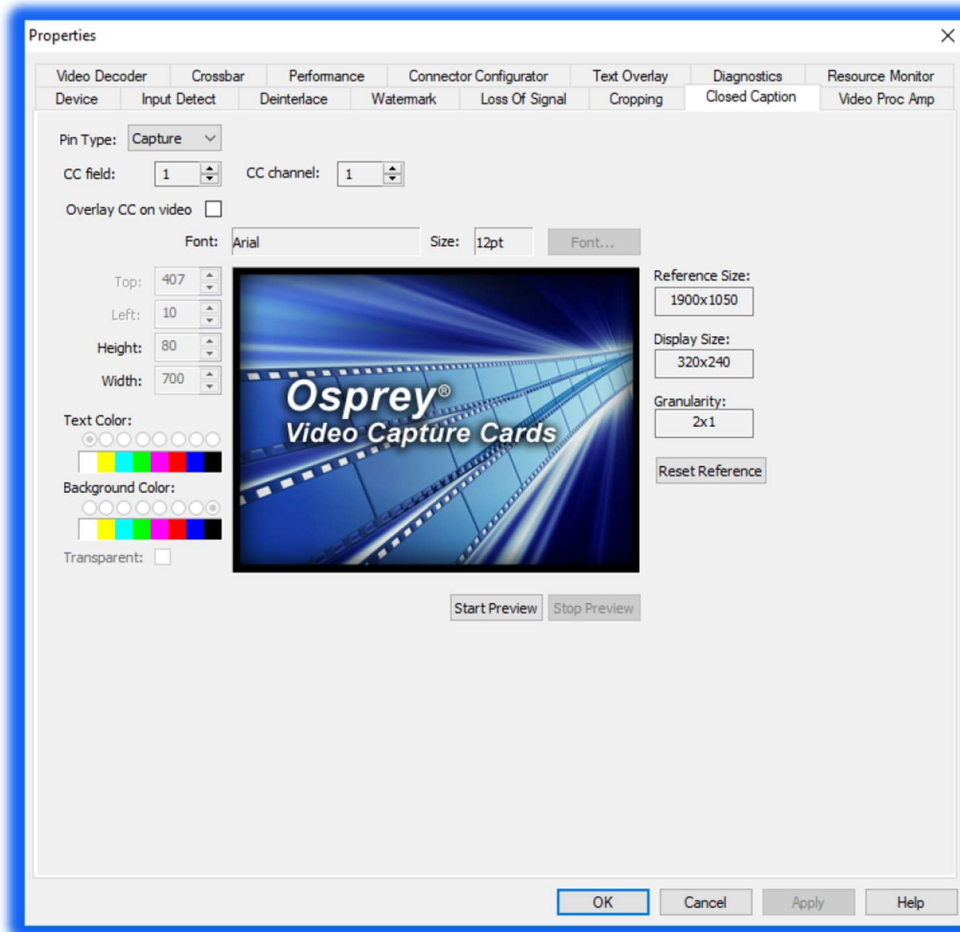 Properties
Video Decoder Crossbar Performance Connector Configurator Text Overlay Diagnostics Resource Monitor
Device Input Detect Deinterlace Watermark Loss Of Signal Cropping Closed Caption Video Proc Amp
Pin Type: Capture
CC field: 1 CC channel: 1
Overlay CC on video
Font: Arial Size: 12pt Font...
Top: 407
Left: 10
Height: 80
Width: 700
Text Color:
Background Color:
Transparent:
Osprey®
Video Capture Cards
Reference Size:
1900x1050
Display Size:
320x240
Granularity:
2x1
Reset Reference
Start Preview Stop Preview
OK Cancel Apply Help